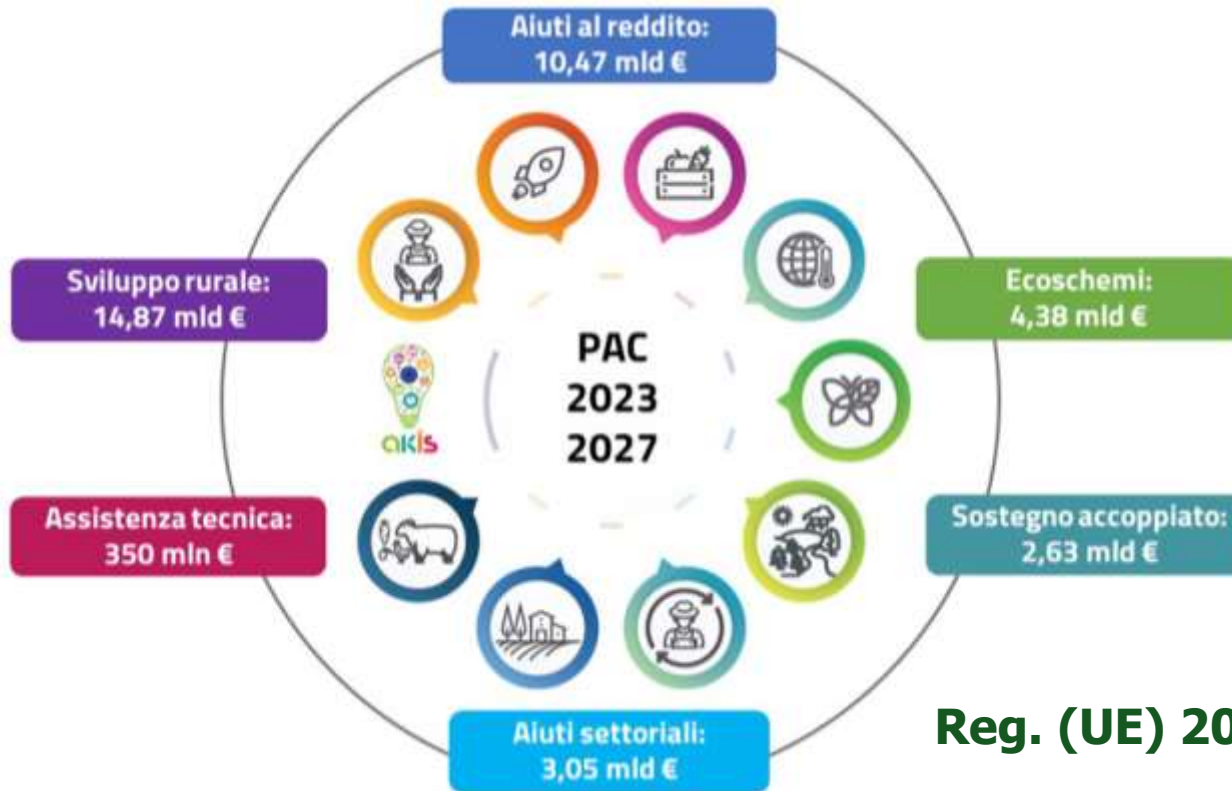 Aiuti al reddito:
10,47 mld €
Sviluppo rurale:
14,87 mld €
Ecoschemi:
4,38 mld €
PAC
2023
2027
akis
Assistenza tecnica:
350 mln €
Sostegno accoppiato:
2,63 mld €
Aiuti settoriali:
3,05 mld €
Reg. (UE) 20